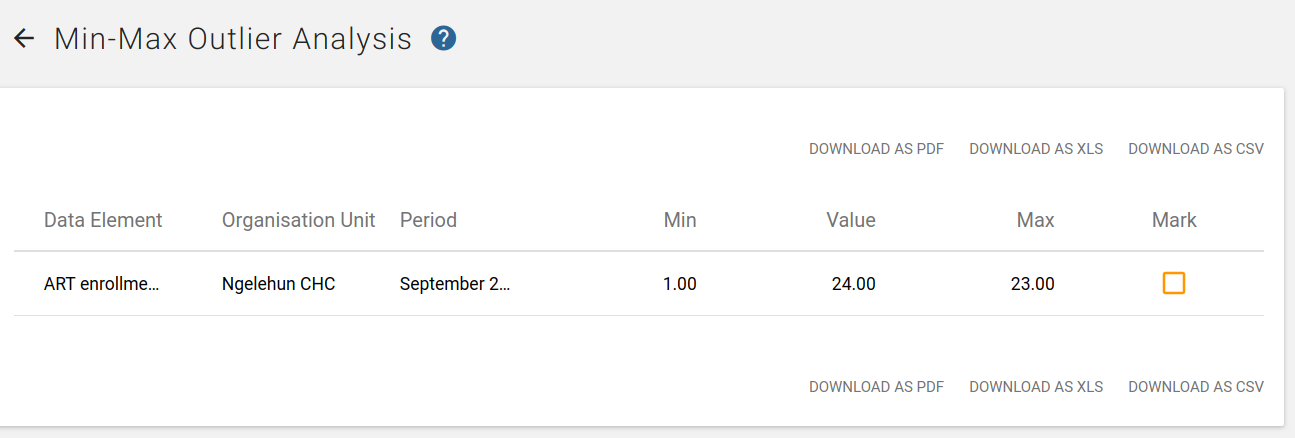 Min-Max Outlier Analysis ?
DOWNLOAD AS PDF DOWNLOAD AS XLS DOWNLOAD AS CSV
Data Element Organisation Unit Period Min Value Max Mark
ART enrollme... Ngelehun CHC September 2... 1.00 24.00 23.00
DOWNLOAD AS PDF DOWNLOAD AS XLS DOWNLOAD AS CSV